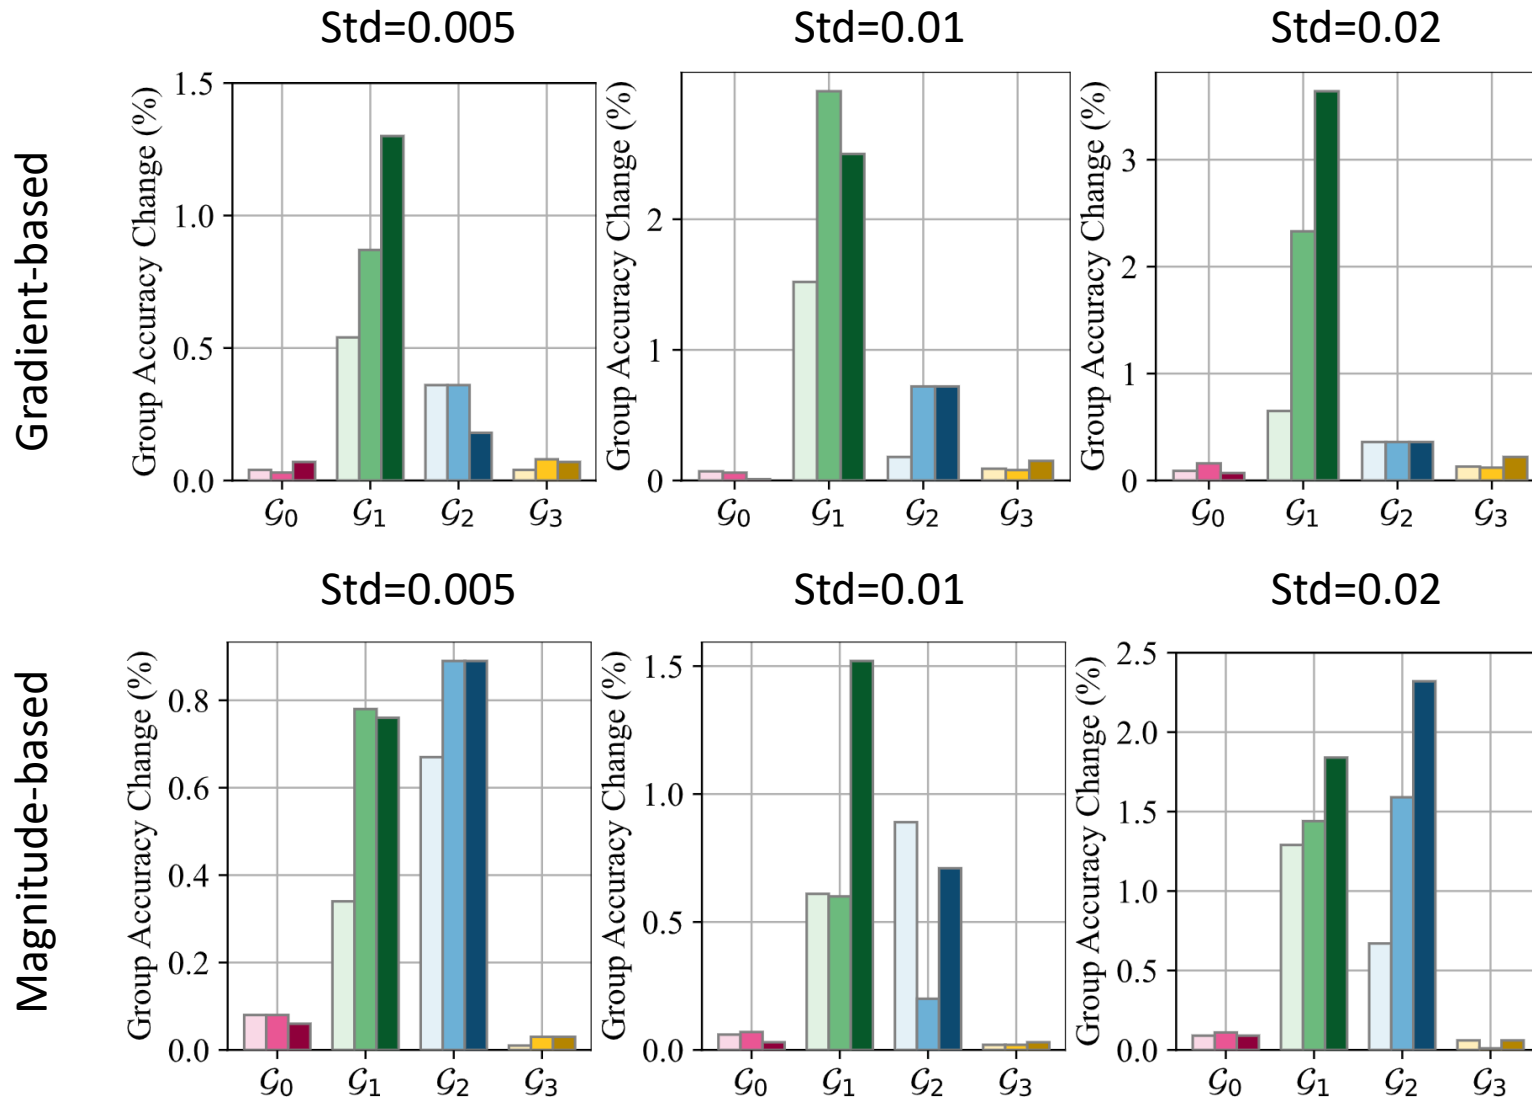 Gradient-based
Std=0.005
Group Accuracy Change (%)
1.5
1.0
0.5
0.0
𝒢0 𝒢1 𝒢2 𝒢3
Std=0.01
Group Accuracy Change (%)
2
1
0
𝒢0 𝒢1 𝒢2 𝒢3
Std=0.02
Group Accuracy Change (%)
3
2
1
0
𝒢0 𝒢1 𝒢2 𝒢3
Magnitude-based
Std=0.005
Group Accuracy Change (%)
0.8
0.6
0.4
0.2
0.0
𝒢0 𝒢1 𝒢2 𝒢3
Std=0.01
Group Accuracy Change (%)
1.5
1.0
0.5
0.0
𝒢0 𝒢1 𝒢2 𝒢3
Std=0.02
Group Accuracy Change (%)
2.5
2.0
1.5
1.0
0.5
0.0
𝒢0 𝒢1 𝒢2 𝒢3